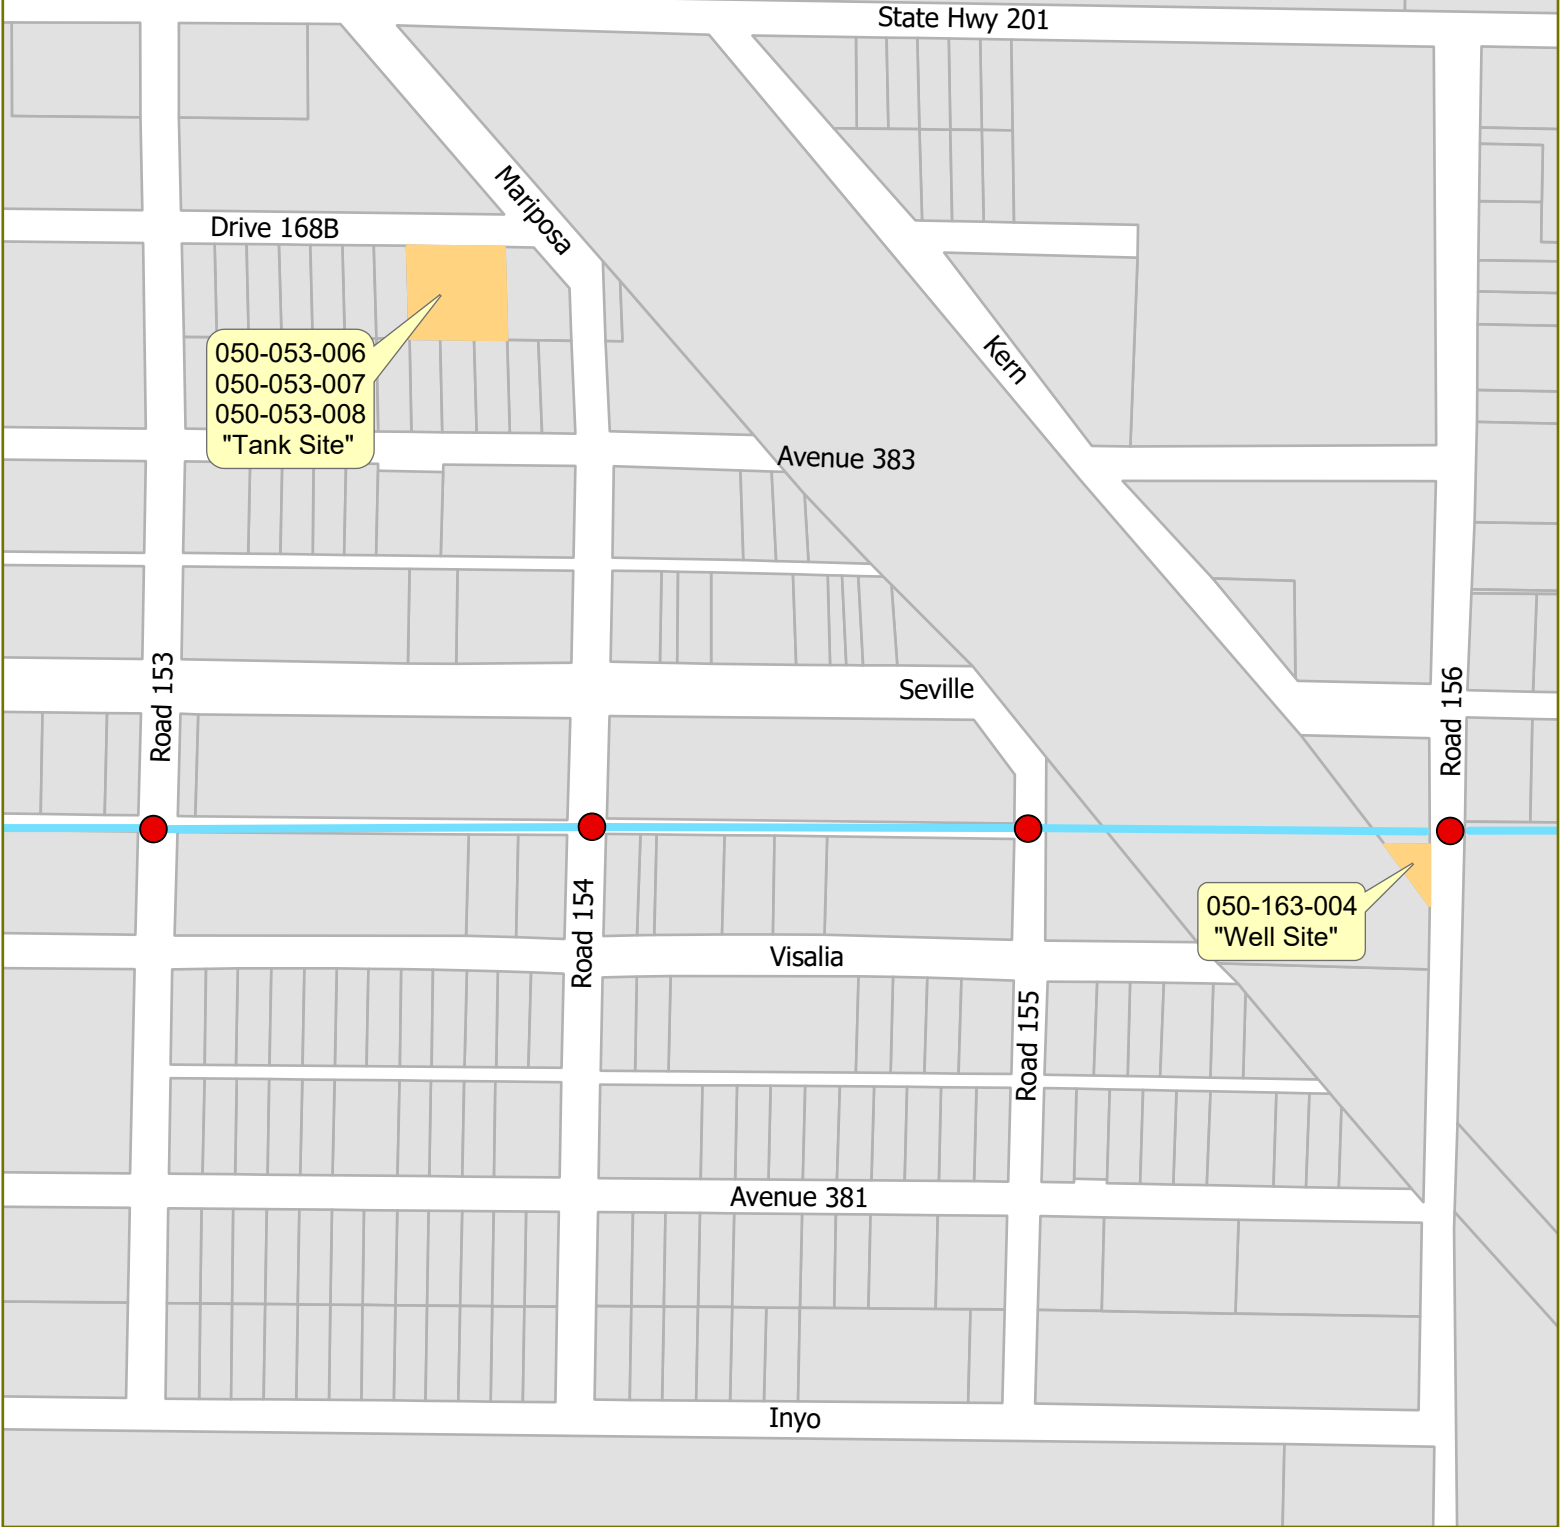 State Hwy 201
Mariposa
Drive 168B
Kern
050-053-006
050-053-007
050-053-008
"Tank Site"
Avenue 383
Road 153
Seville
Road 156
Road 154
050-163-004
"Well Site"
Visalia
Road 155
Avenue 381
Inyo